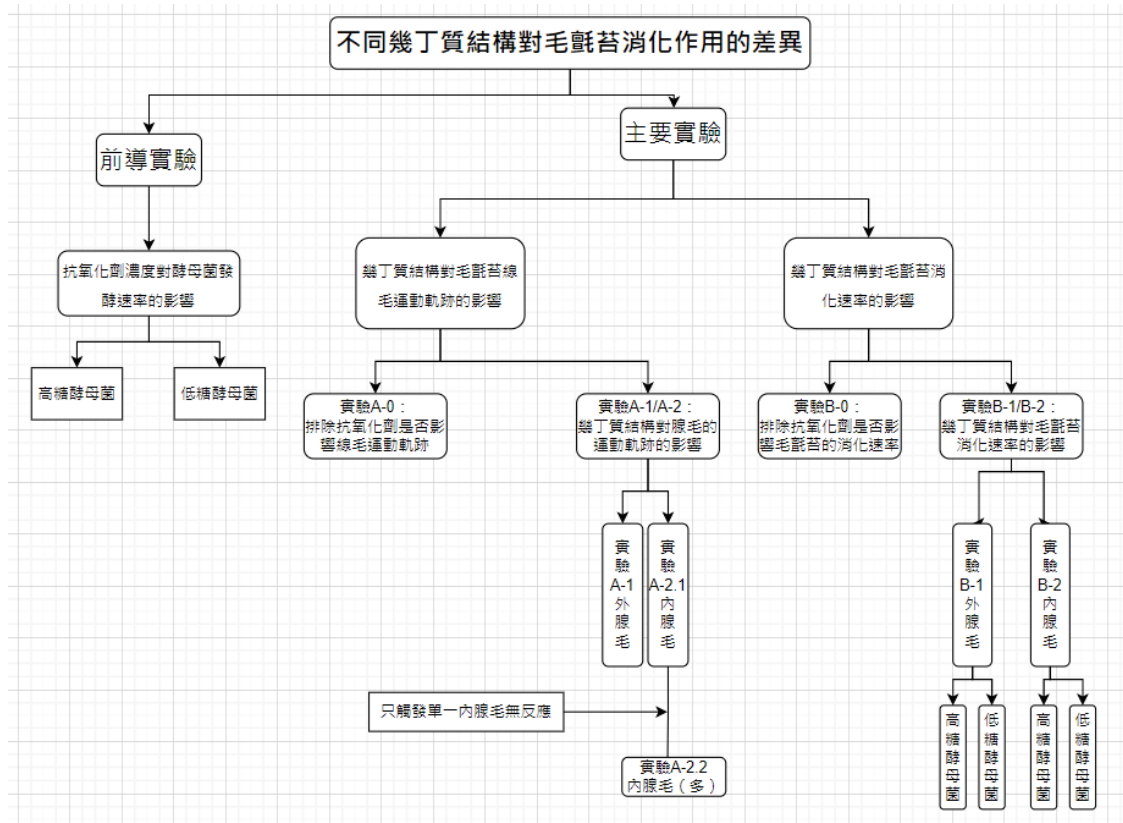 不同幾丁質結構對毛氈苔消化作用的差異
前導實驗
主要實驗
抗氧化劑濃度對酵母菌發
酵速率的影響
幾丁質結構對毛氈苔線
毛運動軌跡的影響
幾丁質結構對毛氈苔消
化速率的影響
高糖酵母菌
低糖酵母菌
實驗A-0：
排除抗氧化劑是否影
響線毛運動軌跡
實驗A-1/A-2：
幾丁質結構對腺毛的
運動軌跡的影響
實驗B-0：
排除抗氧化劑是否影
響毛氈苔的消化速率
實驗B-1/B-2：
幾丁質結構對毛氈苔
消化速率的影響
實驗A-1外腺毛
實驗A-2.1內腺毛
實驗B-1外腺毛
實驗B-2內腺毛
只觸發單一內腺毛無反應
實驗A-2.2
內腺毛（多）
高糖酵母菌
低糖酵母菌
高糖酵母菌
低糖酵母菌